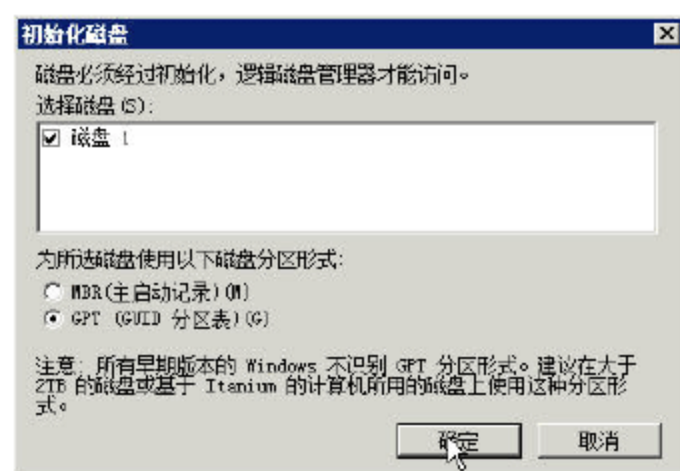 初始化磁盘
磁盘必须经过初始化，逻辑磁盘管理器才能访问。
选择磁盘(S):
磁盘 1
为所选磁盘使用以下磁盘分区形式:
MBR(主启动记录)(M)
GPT (GUID 分区表)(G)
注意: 所有早期版本的 Windows 不识别 GPT 分区形式。建议在大于
2TB 的磁盘或基于 Itanium 的计算机所用的磁盘上使用这种分区形
式。
确定
取消